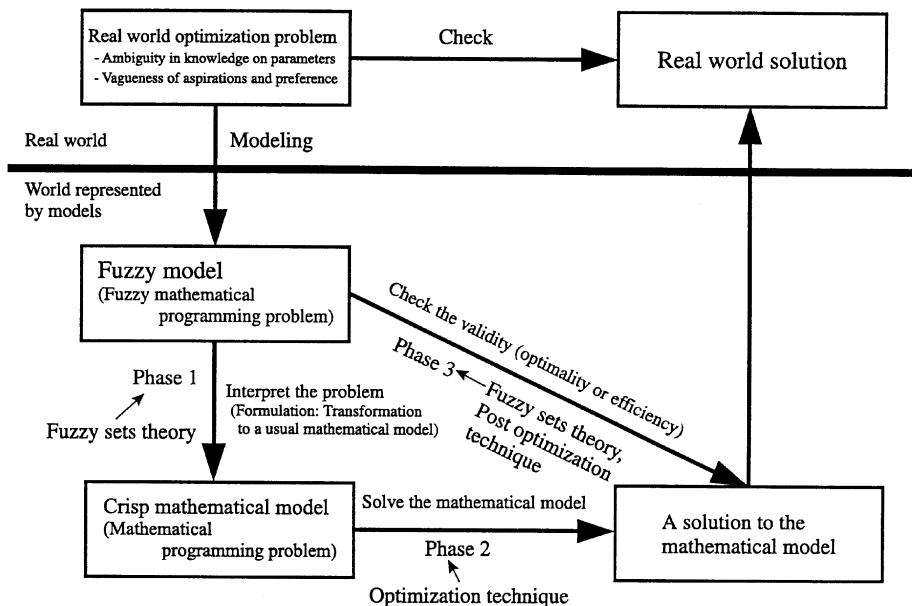 Real world optimization problem
- Ambiguity in knowledge on parameters
- Vagueness of aspirations and preference
Check
Real world solution
Real world
Modeling
World represented
by models
Fuzzy model
(Fuzzy mathematical
programming problem)
Check the validity (optimality or efficiency)
Phase 3
Fuzzy sets theory,
Post optimization
technique
Phase 1
Fuzzy sets theory
Interpret the problem
(Formulation: Transformation
to a usual mathematical model)
Crisp mathematical model
(Mathematical
programming problem)
Solve the mathematical model
Phase 2
Optimization technique
A solution to the
mathematical model